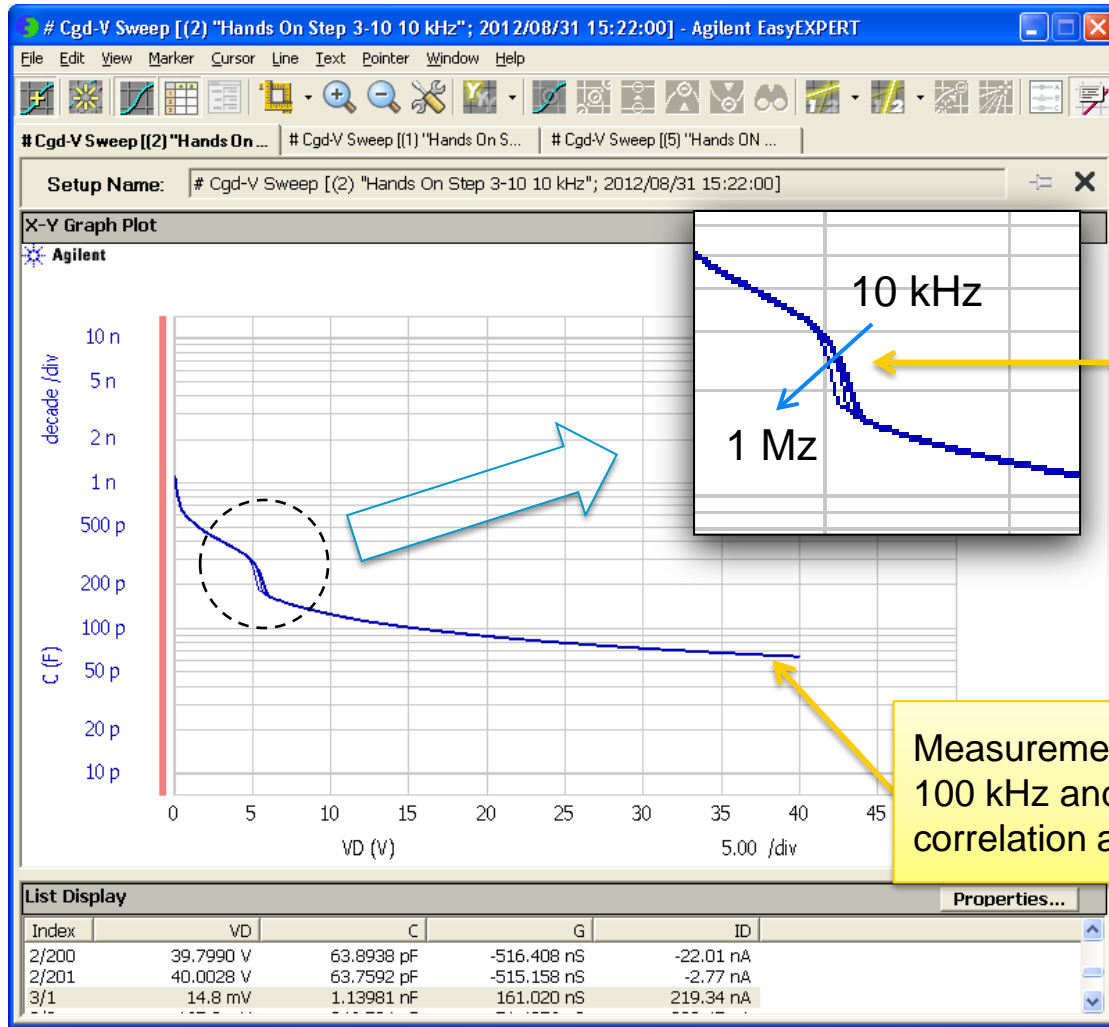 # Cgd-V Sweep [(2) "Hands On Step 3-10 10 kHz"; 2012/08/31 15:22:00] - Agilent EasyEXPERT
File Edit View Marker Cursor Line Text Pointer Window Help
# Cgd-V Sweep [(2) "Hands On ... # Cgd-V Sweep [(1) "Hands On S... # Cgd-V Sweep [(5) "Hands ON ...
Setup Name: # Cgd-V Sweep [(2) "Hands On Step 3-10 10 kHz"; 2012/08/31 15:22:00]
X-Y Graph Plot
Agilent
10 kHz
1 Mz
decade /div
C (F)
10 n
5 n
2 n
1 n
500 p
200 p
100 p
50 p
20 p
10 p
0 5 10 15 20 25 30 35 40 45
VD (V) 5.00 /div
Measureme
100 kHz and
correlation a
List Display Properties...
Index VD C G ID
2/200 39.7990 V 63.8938 pF -516.408 nS -22.01 nA
2/201 40.0028 V 63.7592 pF -515.158 nS -2.77 nA
3/1 14.8 mV 1.13981 nF 161.020 nS 219.34 nA